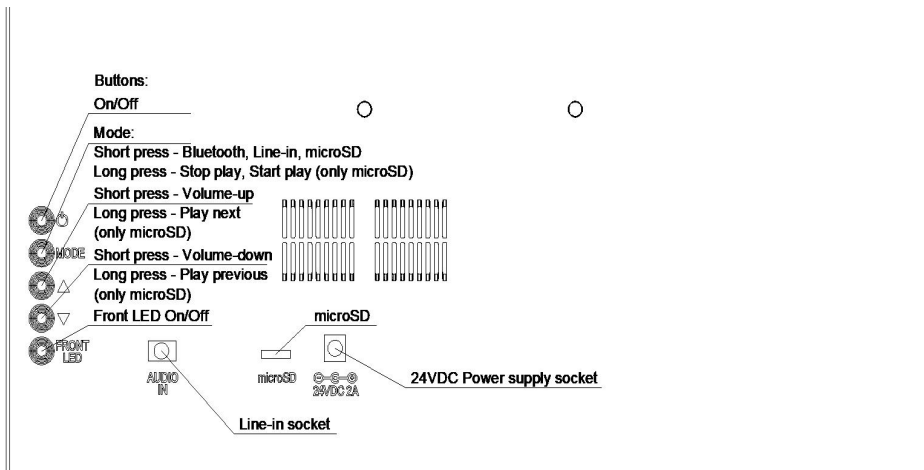 Buttons:
On/Off
Mode:
Short press - Bluetooth, Line-in, microSD
Long press - Stop play, Start play (only microSD)
Short press - Volume-up
Long press - Play next
(only microSD)
MODE
Short press - Volume-down
Long press - Play previous
(only microSD)
Front LED On/Off
microSD
FRONT
LED
AUDIO
IN
microSD
24VDC 2A
24VDC Power supply socket
Line-in socket